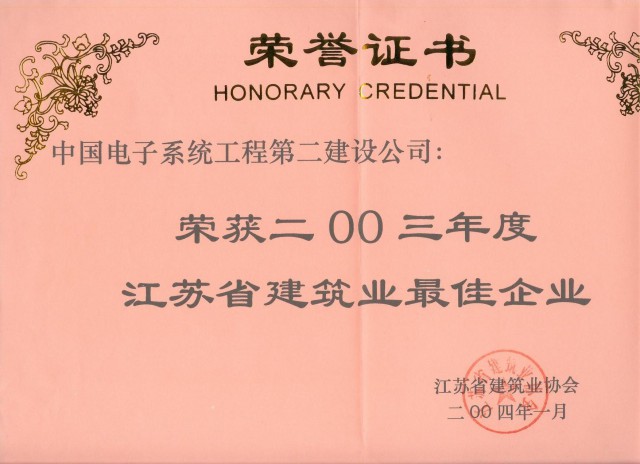 荣誉证书
HONORARY CREDENTIAL
中国电子系统工程第二建设公司：
荣获二00三年度
江苏省建筑业最佳企业
江苏省建筑业协会
二00四年一月